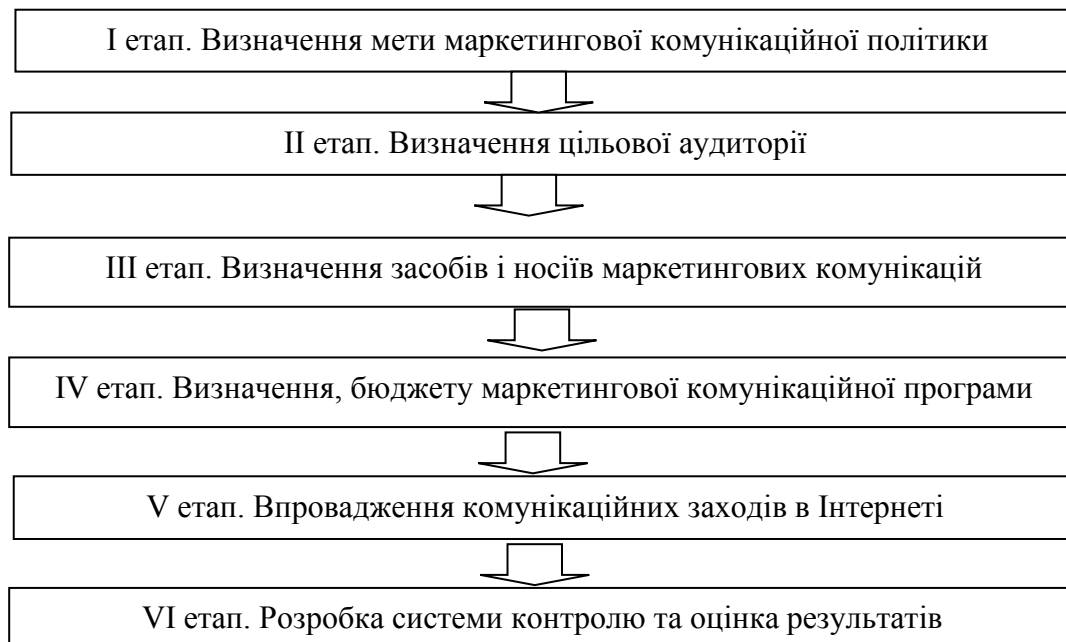 I етап. Визначення мети маркетингової комунікаційної політики
II етап. Визначення цільової аудиторії
III етап. Визначення засобів і носіїв маркетингових комунікацій
IV етап. Визначення, бюджету маркетингової комунікаційної програми
V етап. Впровадження комунікаційних заходів в Інтернеті
VI етап. Розробка системи контролю та оцінка результатів